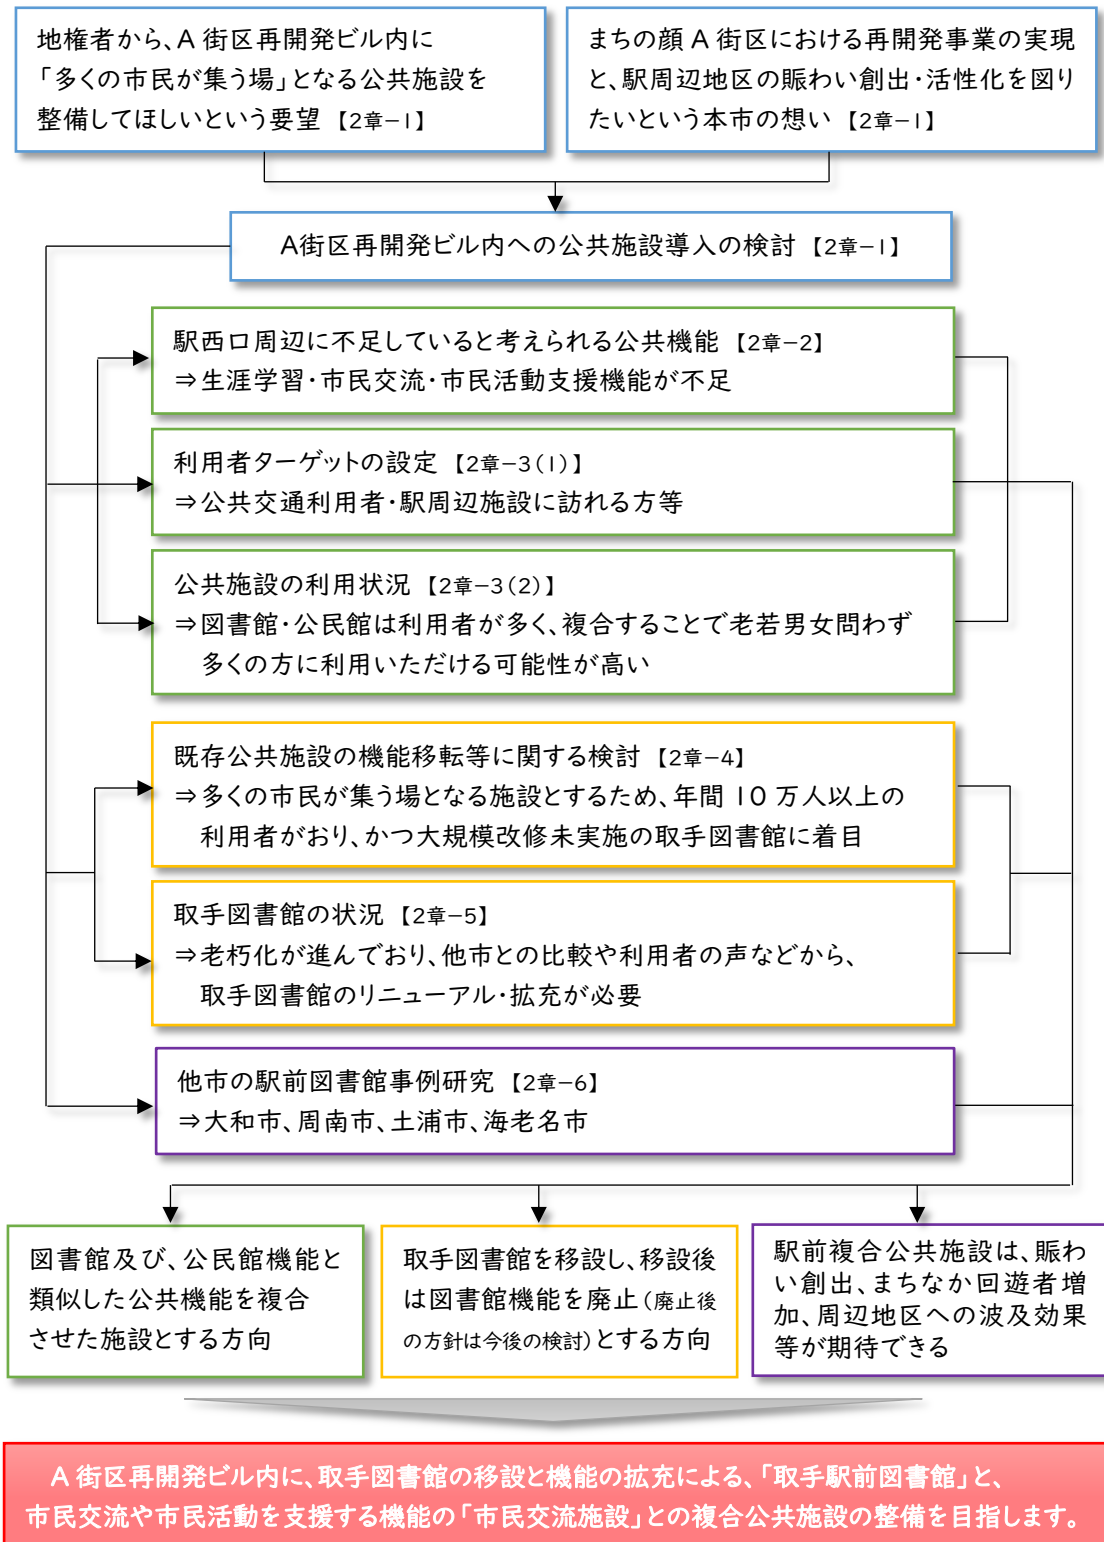 地権者から、A 街区再開発ビル内に
「多くの市民が集う場」となる公共施設を
整備してほしいという要望 【2章−1】
まちの顔 A 街区における再開発事業の実現
と、駅周辺地区の賑わい創出・活性化を図り
たいという本市の想い 【2章−1】
A街区再開発ビル内への公共施設導入の検討 【2章−1】
駅西口周辺に不足していると考えられる公共機能 【2章−2】
⇒生涯学習・市民交流・市民活動支援機能が不足
利用者ターゲットの設定 【2章−3(1)】
⇒公共交通利用者・駅周辺施設に訪れる方等
公共施設の利用状況 【2章−3(2)】
⇒図書館・公民館は利用者が多く、複合することで老若男女問わず
多くの方に利用いただける可能性が高い
既存公共施設の機能移転等に関する検討 【2章−4】
⇒多くの市民が集う場となる施設とするため、年間 10 万人以上の
利用者がおり、かつ大規模改修未実施の取手図書館に着目
取手図書館の状況 【2章−5】
⇒老朽化が進んでおり、他市との比較や利用者の声などから、
取手図書館のリニューアル・拡充が必要
他市の駅前図書館事例研究 【2章−6】
⇒大和市、周南市、土浦市、海老名市
図書館及び、公民館機能と
類似した公共機能を複合
させた施設とする方向
取手図書館を移設し、移設後
は図書館機能を廃止(廃止後
の方針は今後の検討)とする方向
駅前複合公共施設は、賑わ
い創出、まちなか回遊者増
加、周辺地区への波及効果
等が期待できる
A 街区再開発ビル内に、取手図書館の移設と機能の拡充による、「取手駅前図書館」と、
市民交流や市民活動を支援する機能の「市民交流施設」との複合公共施設の整備を目指します。